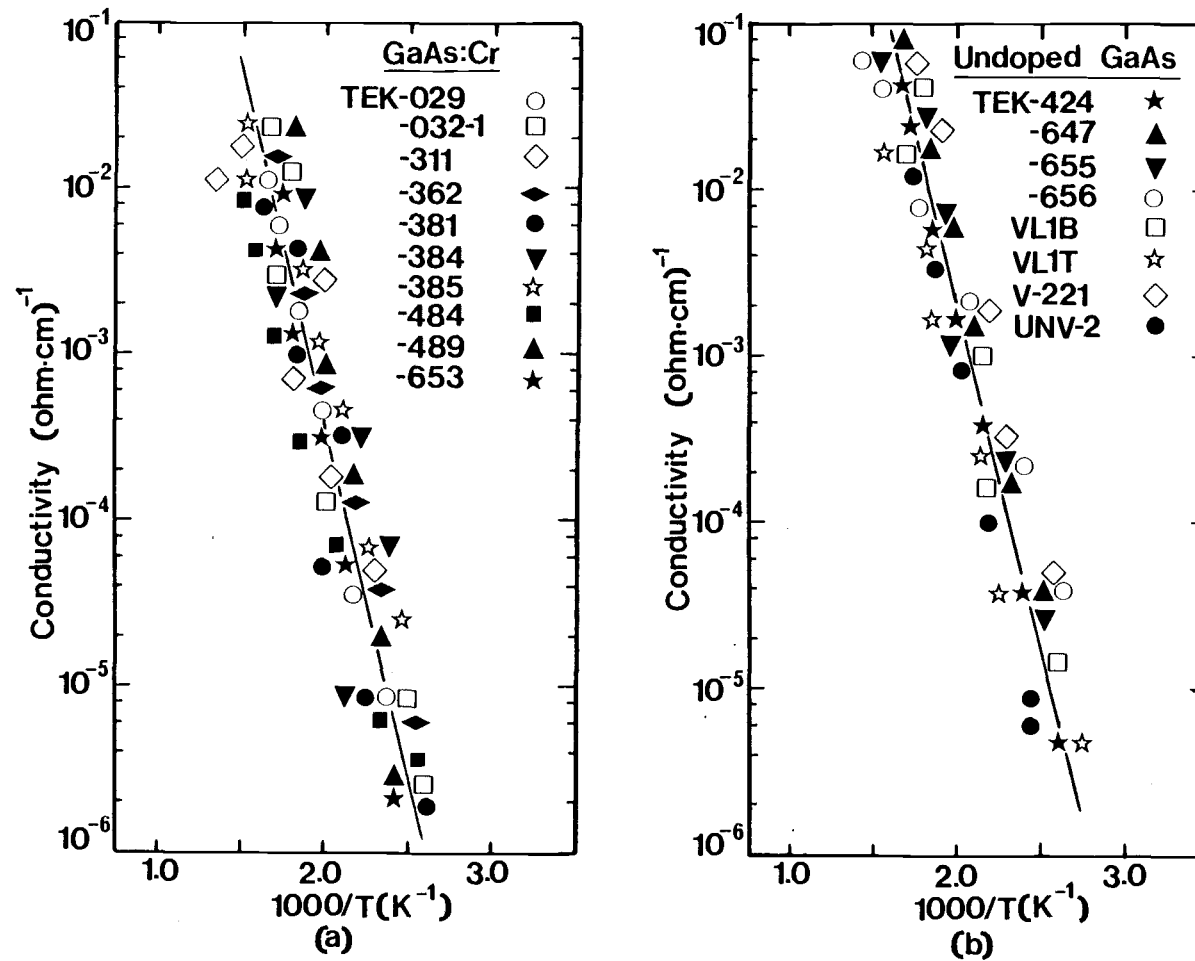 GaAs:Cr
TEK-029
-032-1
-311
-362
-381
-384
-385
-484
-489
-653
10⁻¹
10⁻²
10⁻³
10⁻⁴
10⁻⁵
10⁻⁶
Conductivity (ohm·cm)⁻¹
1.0 2.0 3.0
1000/T(K⁻¹)
(a)
Undoped GaAs
TEK-424
-647
-655
-656
VL1B
VL1T
V-221
UNV-2
10⁻¹
10⁻²
10⁻³
10⁻⁴
10⁻⁵
10⁻⁶
Conductivity (ohm·cm)⁻¹
1.0 2.0 3.0
1000/T(K⁻¹)
(b)